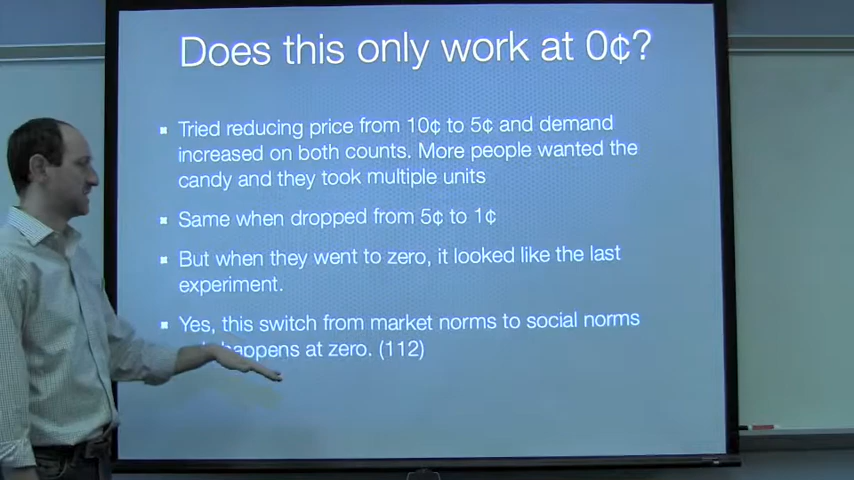 Does this only work at 0¢?
Tried reducing price from 10¢ to 5¢ and demand
increased on both counts. More people wanted the
candy and they took multiple units
Same when dropped from 5¢ to 1¢
But when they went to zero, it looked like the last
experiment.
Yes, this switch from market norms to social norms
happens at zero. (112)